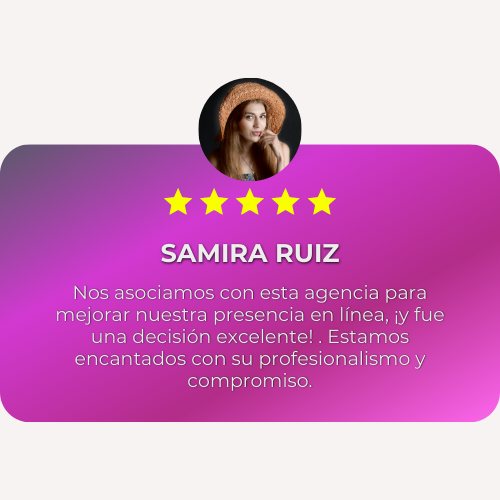 SAMIRA RUIZ
Nos asociamos con esta agencia para
mejorar nuestra presencia en línea, ¡y fue
una decisión excelente! . Estamos
encantados con su profesionalismo y
compromiso.